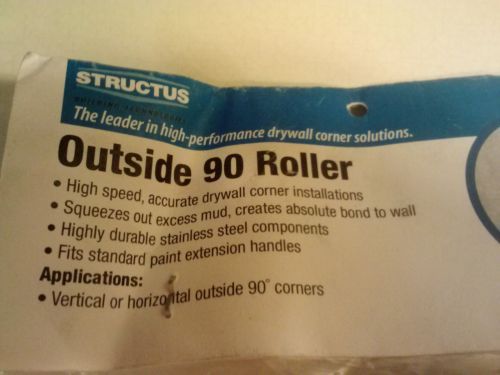 STRUCTUS
BUILDING TECHNOLOGIES
The leader in high-performance drywall corner solutions.
Outside 90 Roller
• High speed, accurate drywall corner installations
• Squeezes out excess mud, creates absolute bond to wall
• Highly durable stainless steel components
• Fits standard paint extension handles
Applications:
• Vertical or horizontal outside 90° corners